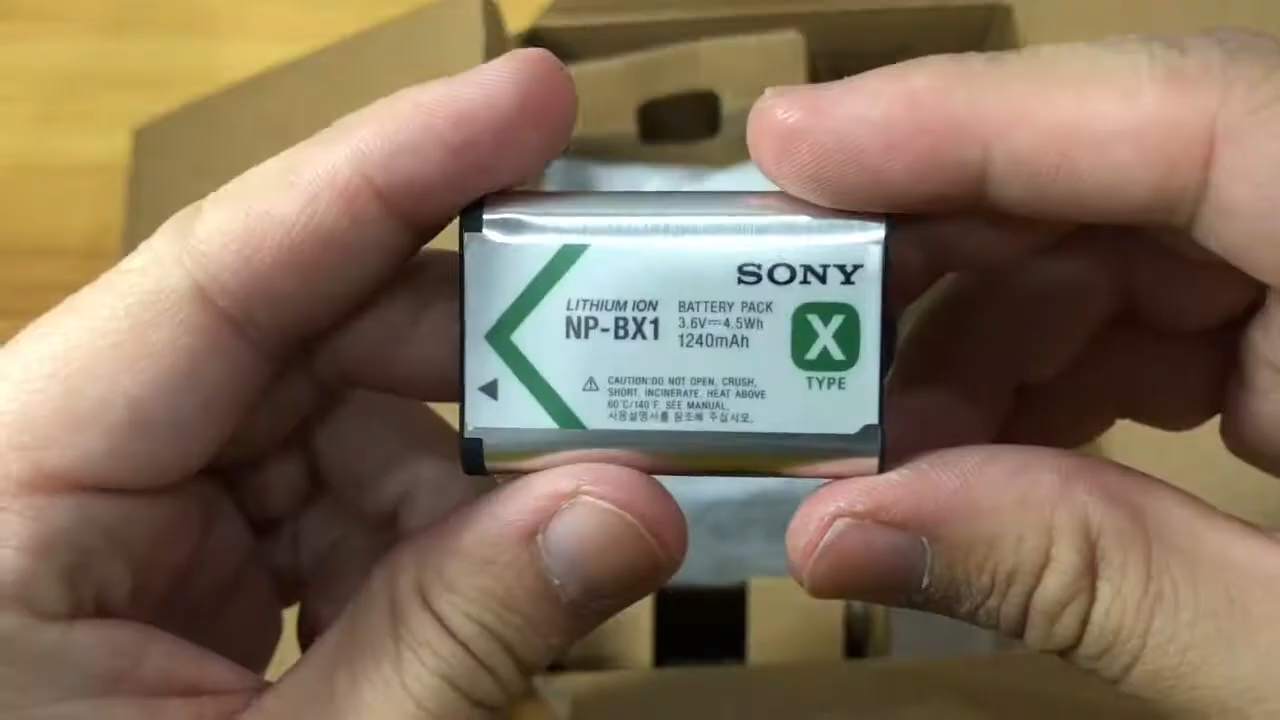 SONY
LITHIUM ION
NP-BX1
BATTERY PACK
3.6V⎓4.5Wh
1240mAh
X
TYPE
⚠ CAUTION:DO NOT OPEN, CRUSH,
SHORT, INCINERATE, HEAT ABOVE
60°C/140°F. SEE MANUAL.
사용설명서를 참조해 주십시오.